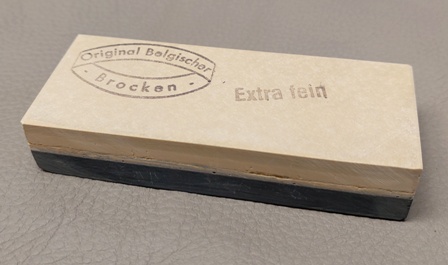 Original Belgischer
Brocken
Extra fein